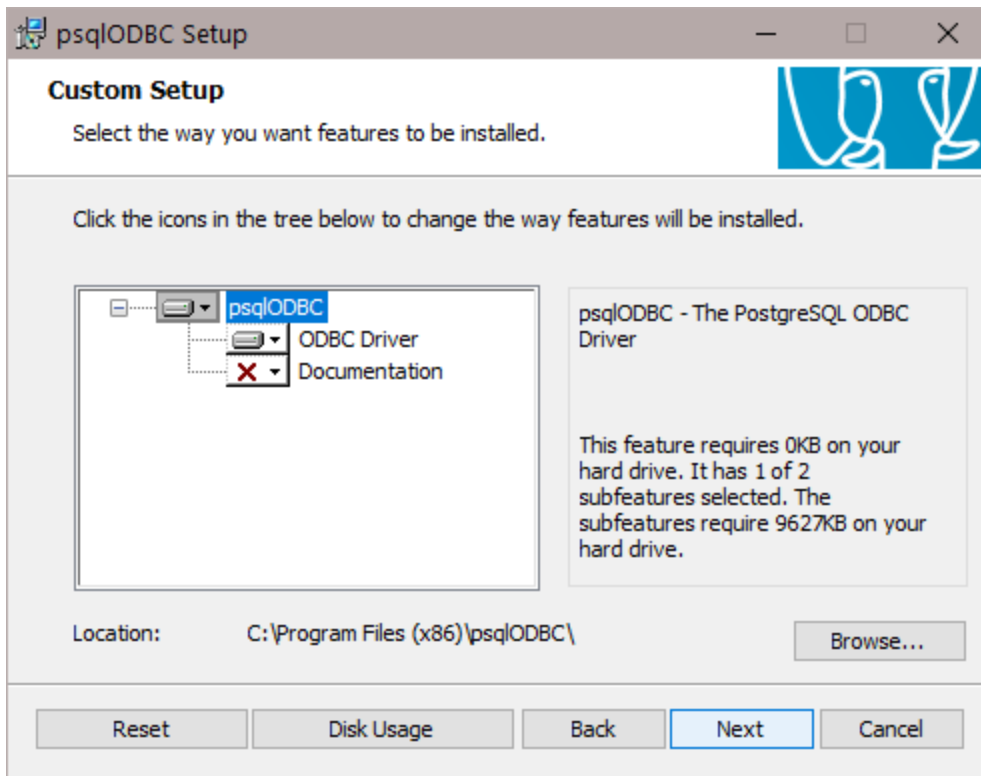 psqlODBC Setup
Custom Setup
Select the way you want features to be installed.
Click the icons in the tree below to change the way features will be installed.
psqlODBC
ODBC Driver
Documentation
psqlODBC - The PostgreSQL ODBC
Driver
This feature requires 0KB on your
hard drive. It has 1 of 2
subfeatures selected. The
subfeatures require 9627KB on your
hard drive.
Location: C:\Program Files (x86)\psqlODBC\
Browse...
Reset Disk Usage Back Next Cancel